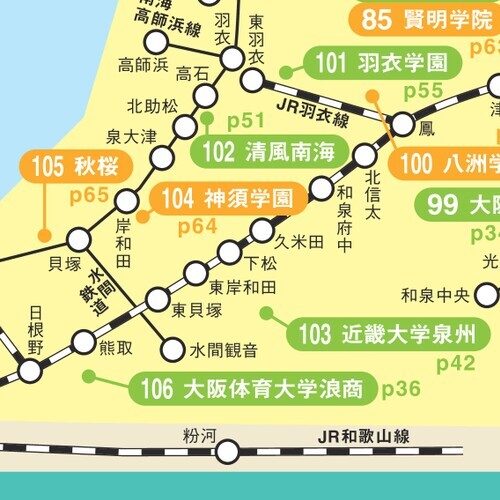 南海
高師浜線
羽衣
東羽衣
85 賢明学院
p63
高師浜
高石
101 羽衣学園
p55
北助松
JR羽衣線
p51
津
泉大津
102 清風南海
鳳
100 八洲学
105 秋桜
p65
104 神須学園
p64
北信太
99 大阪
p34
岸和田
和泉府中
貝塚
久米田
光
水間鉄道
下松
東岸和田
和泉中央
日根野
東貝塚
103 近畿大学泉州
p42
熊取
水間観音
106 大阪体育大学浪商
p36
粉河
JR和歌山線